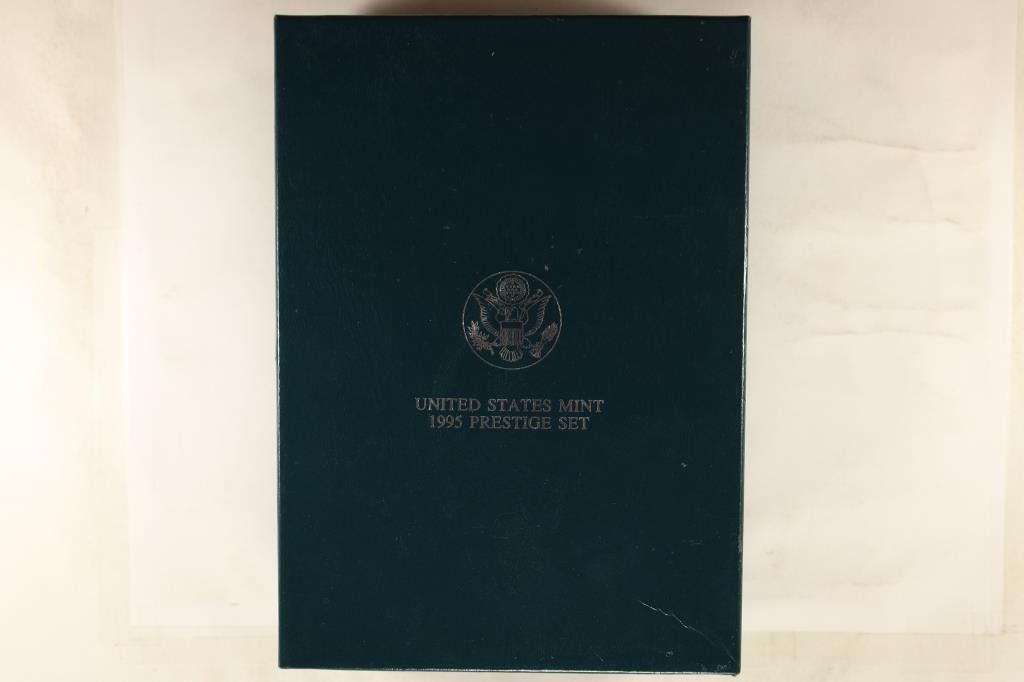 UNITED STATES MINT
1995 PRESTIGE SET